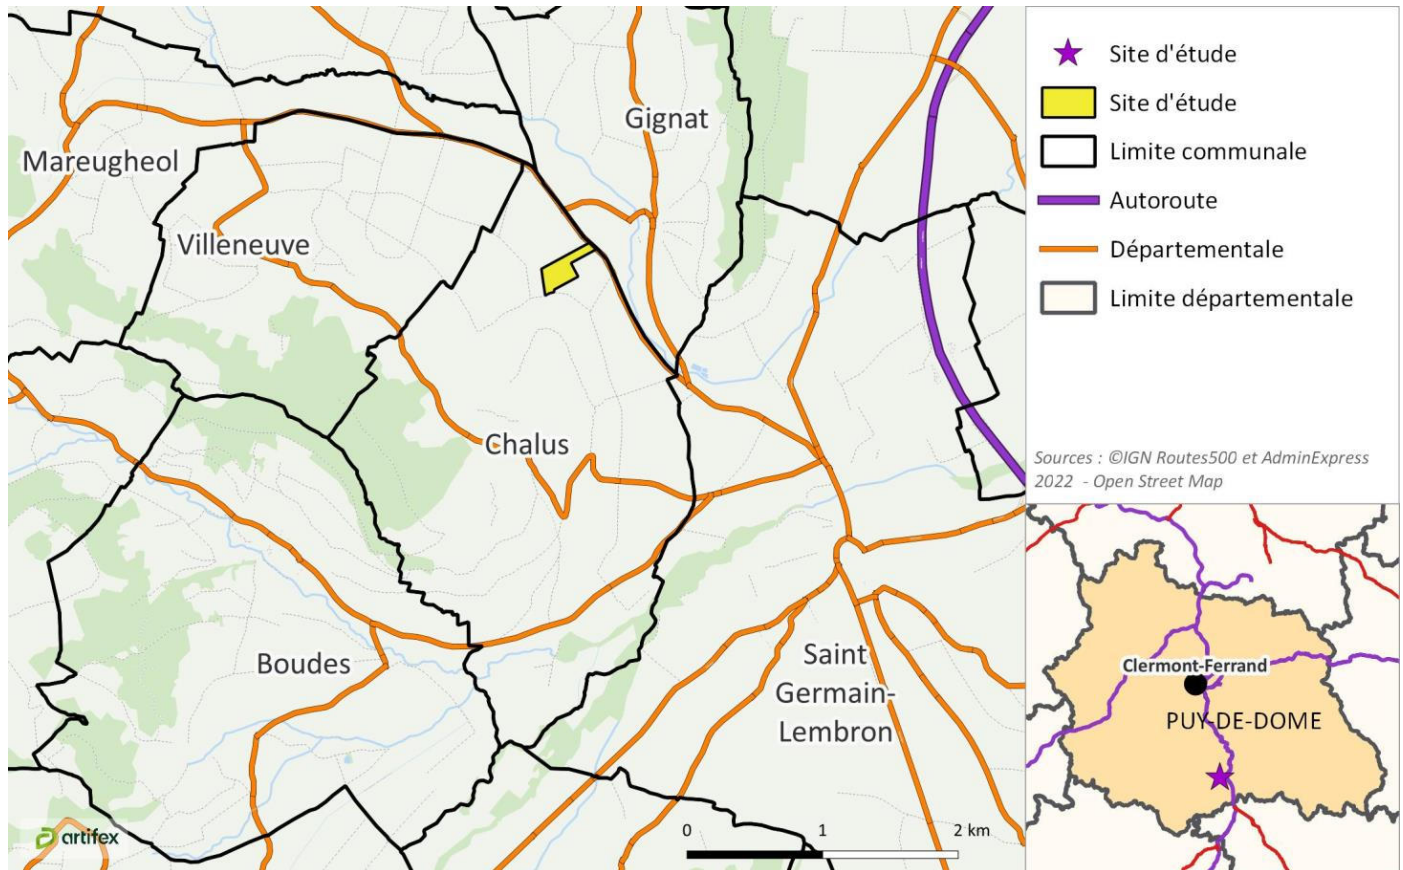 Gignat
Mareugheol
Villeneuve
Chalus
Boudes
Saint
Germain-
Lembron
artifex
0 1 2 km
Site d'étude
Site d'étude
Limite communale
Autoroute
Départementale
Limite départementale
Sources : ©IGN Routes500 et AdminExpress
2022 - Open Street Map
Clermont-Ferrand
PUY-DE-DOME